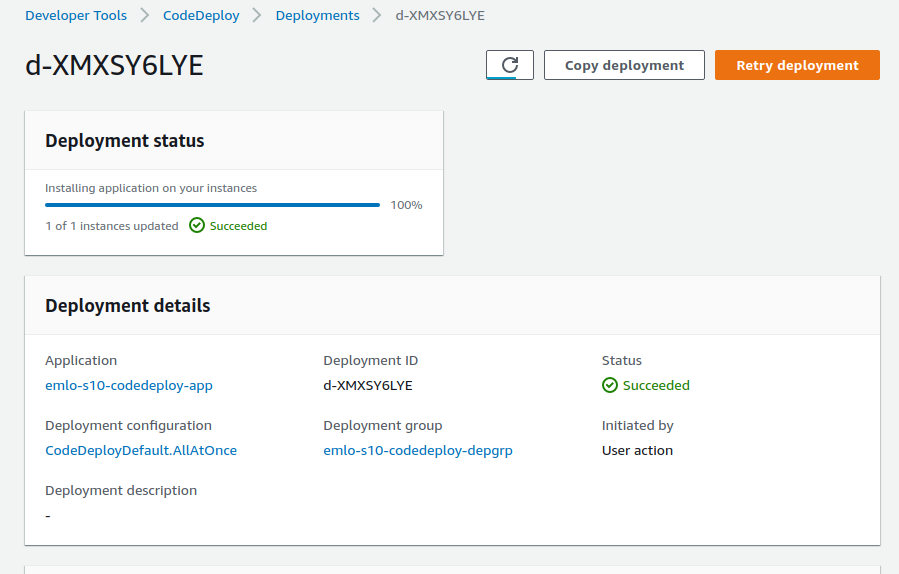 Developer Tools > CodeDeploy > Deployments > d-XMXSY6LYE
d-XMXSY6LYE
Copy deployment
Retry deployment
Deployment status
Installing application on your instances
100%
1 of 1 instances updated Succeeded
Deployment details
Application
emlo-s10-codedeploy-app
Deployment ID
d-XMXSY6LYE
Status
Succeeded
Deployment configuration
CodeDeployDefault.AllAtOnce
Deployment group
emlo-s10-codedeploy-depgrp
Initiated by
User action
Deployment description
-